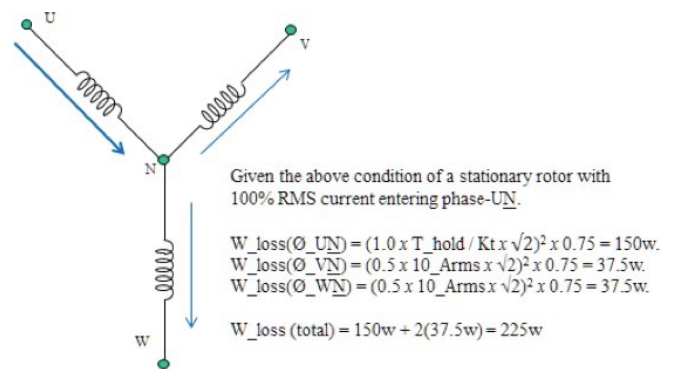 U
V
N
W
Given the above condition of a stationary rotor with
100% RMS current entering phase-UN.
W_loss(Ø_UN) = (1.0 x T_hold / Kt x √2)² x 0.75 = 150w.
W_loss(Ø_VN) = (0.5 x 10_Arms x √2)² x 0.75 = 37.5w.
W_loss(Ø_WN) = (0.5 x 10_Arms x √2)² x 0.75 = 37.5w.
W_loss (total) = 150w + 2(37.5w) = 225w